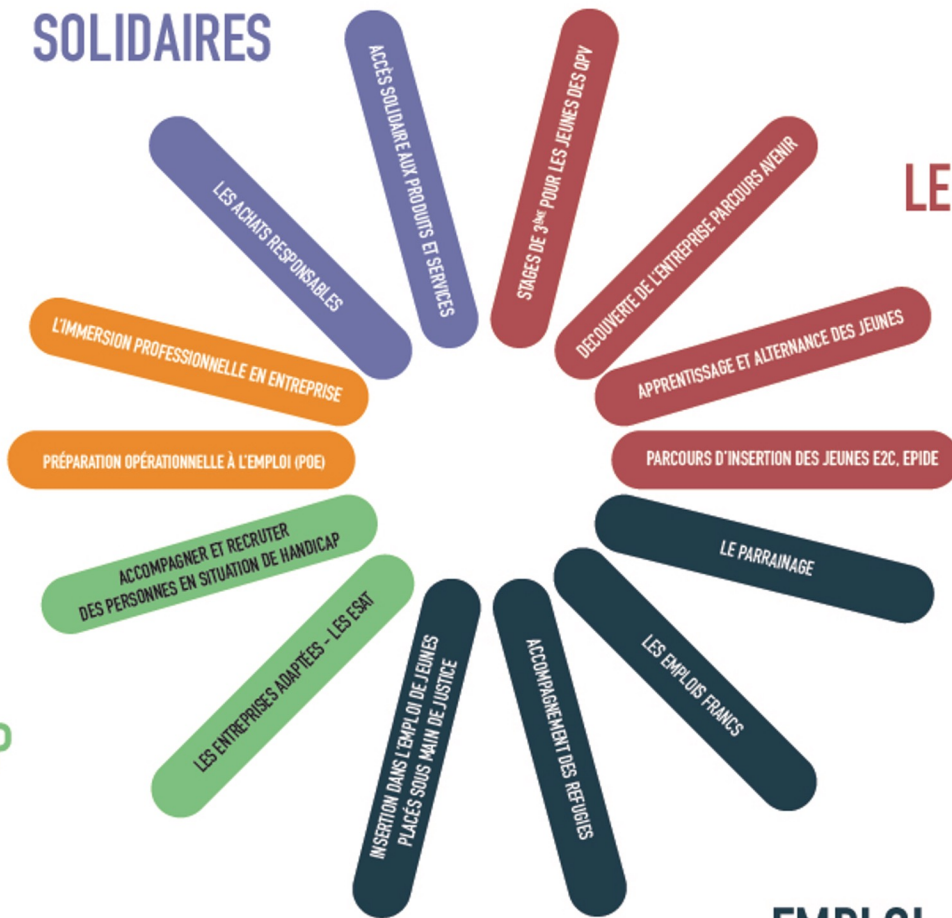 SOLIDAIRES
ACCÈS SOLIDAIRE AUX PRODUITS ET SERVICES
STAGES DE 3ÈME POUR LES JEUNES DES QPV
DECOUVERTE DE L'ENTREPRISE PARCOURS AVENIR
LE
APPRENTISSAGE ET ALTERNANCE DES JEUNES
PARCOURS D'INSERTION DES JEUNES E2C, EPIDE
LE PARRAINAGE
LES EMPLOIS FRANCS
ACCOMPAGNEMENT DES REFUGIES
INSERTION DANS L'EMPLOI DE JEUNES
PLACÉS SOUS MAIN DE JUSTICE
LES ENTREPRISES ADAPTÉES - LES ESAT
ACCOMPAGNER ET RECRUTER
DES PERSONNES EN SITUATION DE HANDICAP
PRÉPARATION OPÉRATIONNELLE À L'EMPLOI (POE)
L'IMMERSION PROFESSIONNELLE EN ENTREPRISE
LES ACHATS RESPONSABLES